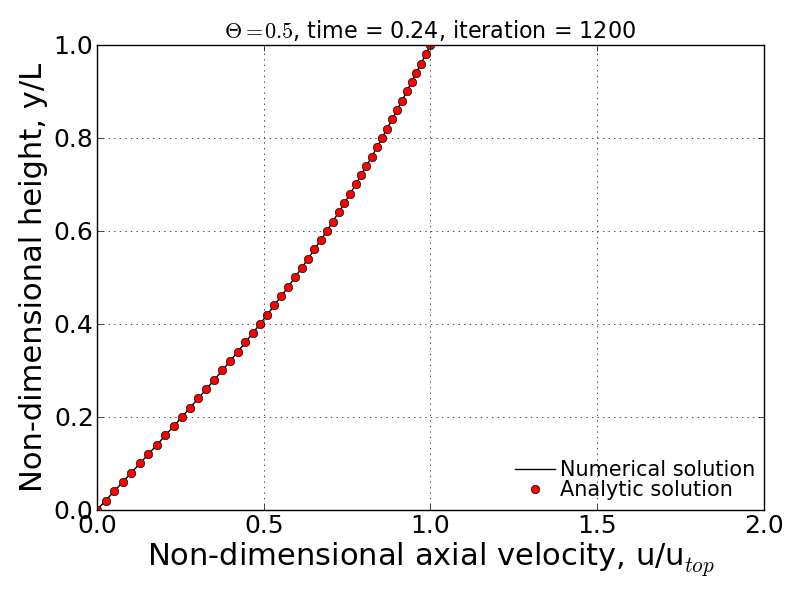 Θ = 0.5, time = 0.24, iteration = 1200
Non-dimensional height, y/L
1.0
0.8
0.6
0.4
0.2
0.0
0.0 0.5 1.0 1.5 2.0
Numerical solution
Analytic solution
Non-dimensional axial velocity, u/u_top